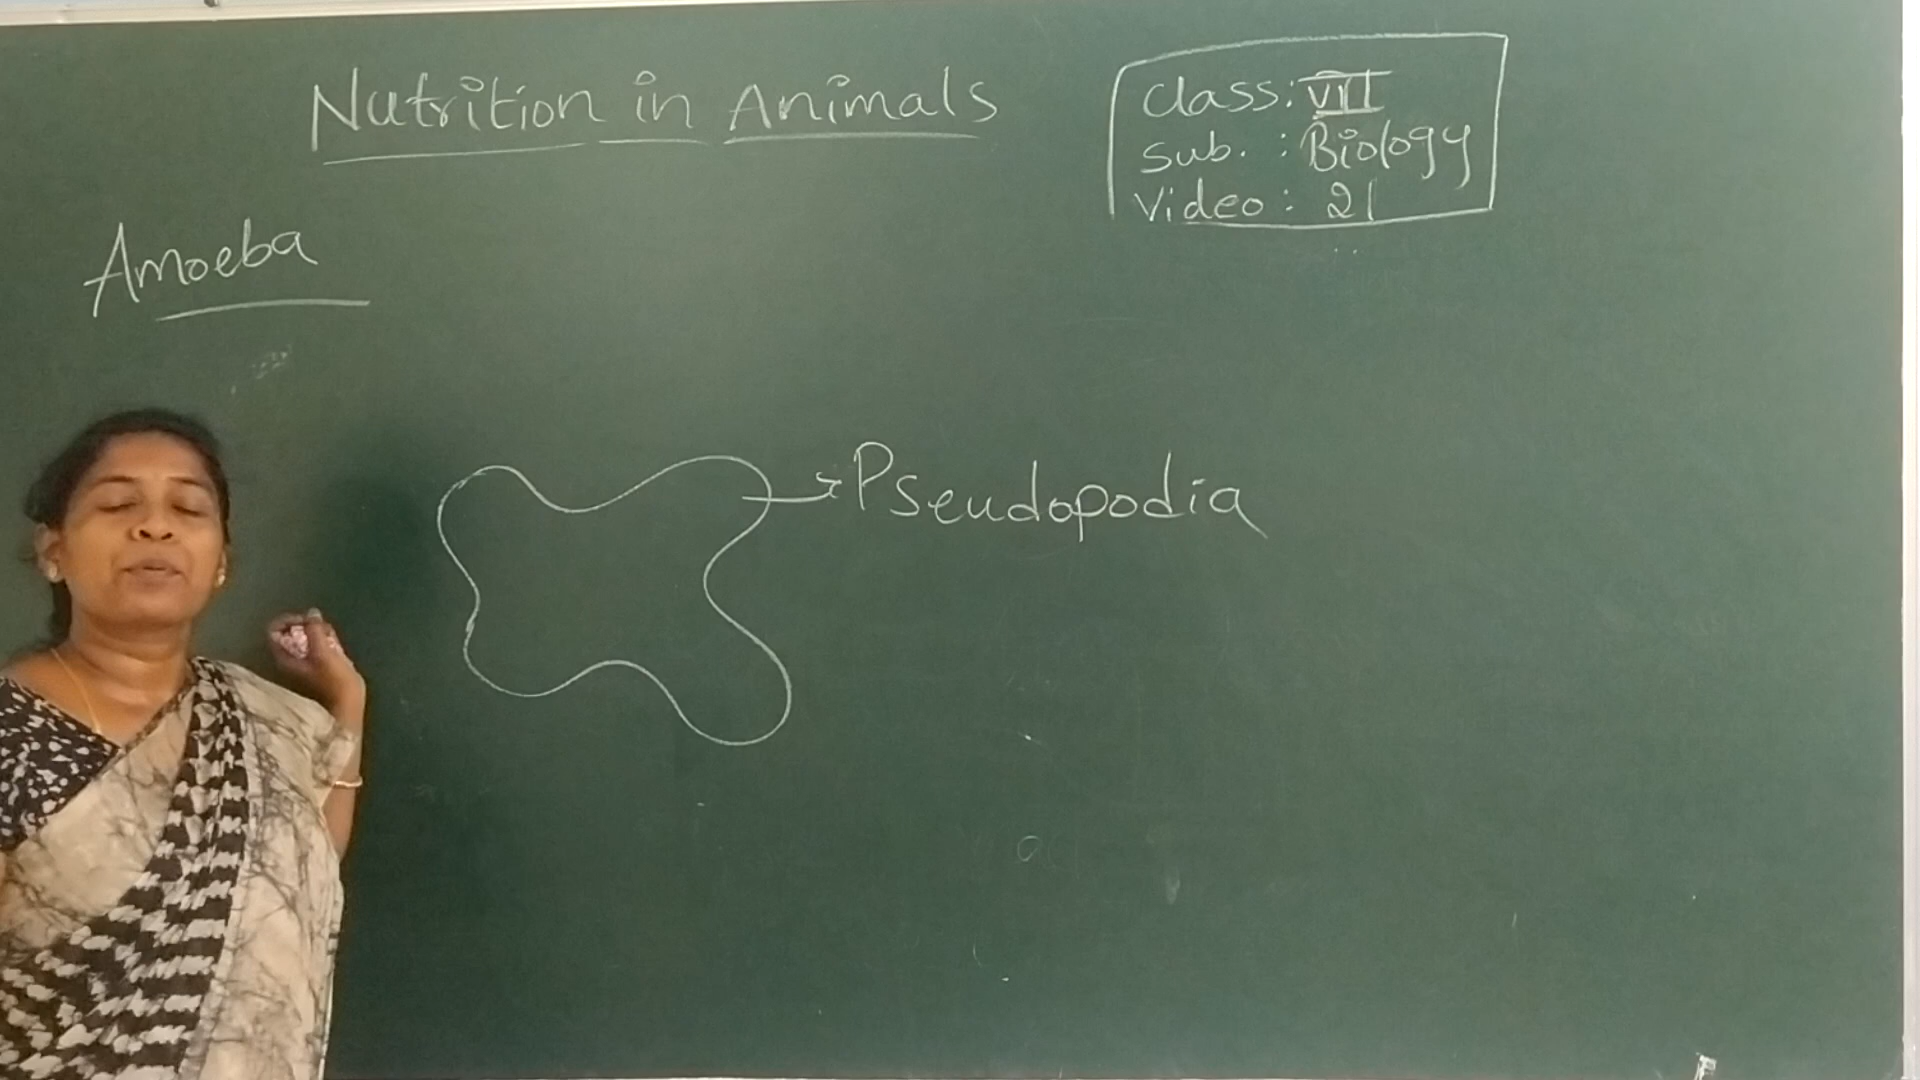 Nutrition in Animals
Class: VII
Sub. : Biology
Video : 21
Amoeba
Pseudopodia